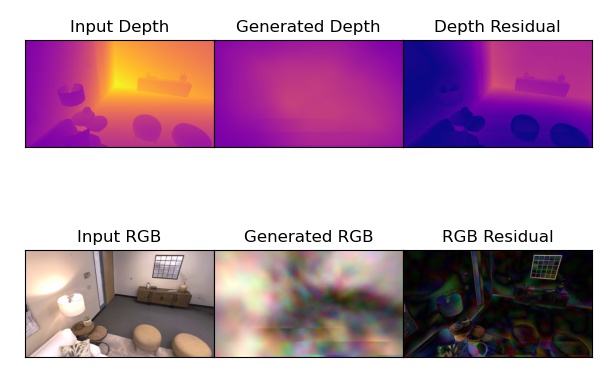 Input Depth
Generated Depth
Depth Residual
Input RGB
Generated RGB
RGB Residual